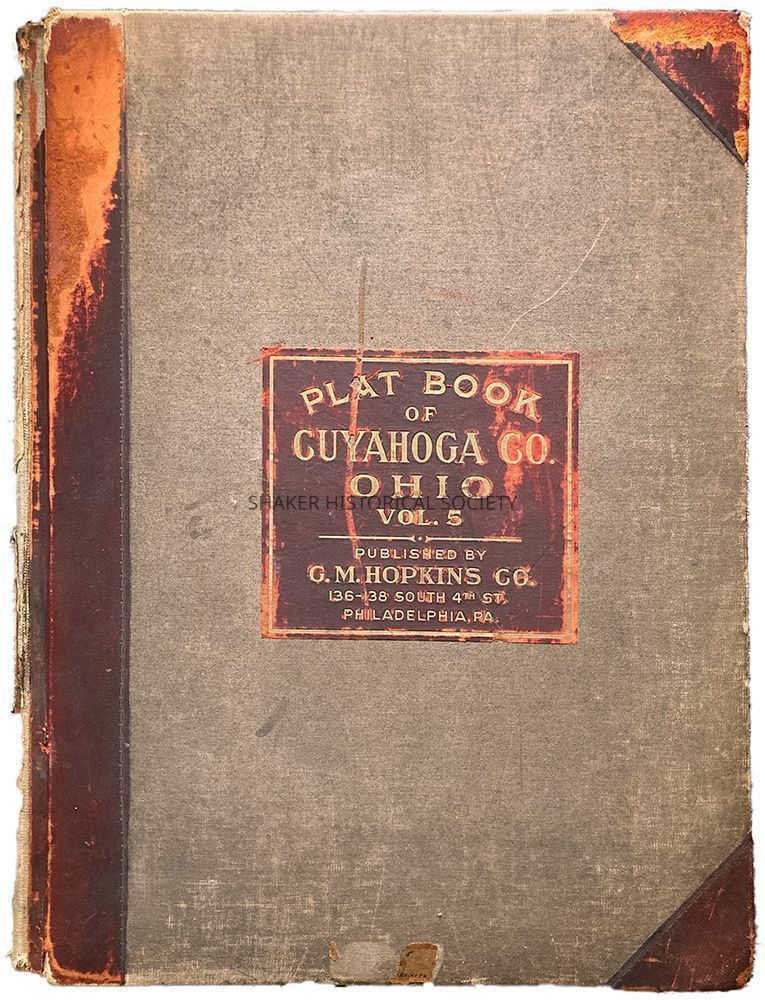 PLAT BOOK
OF
CUYAHOGA CO.
OHIO
SHAKER HISTORICAL SOCIETY
VOL. 5
PUBLISHED BY
G. M. HOPKINS CO.
136-138 SOUTH 4TH ST.
PHILADELPHIA, PA.